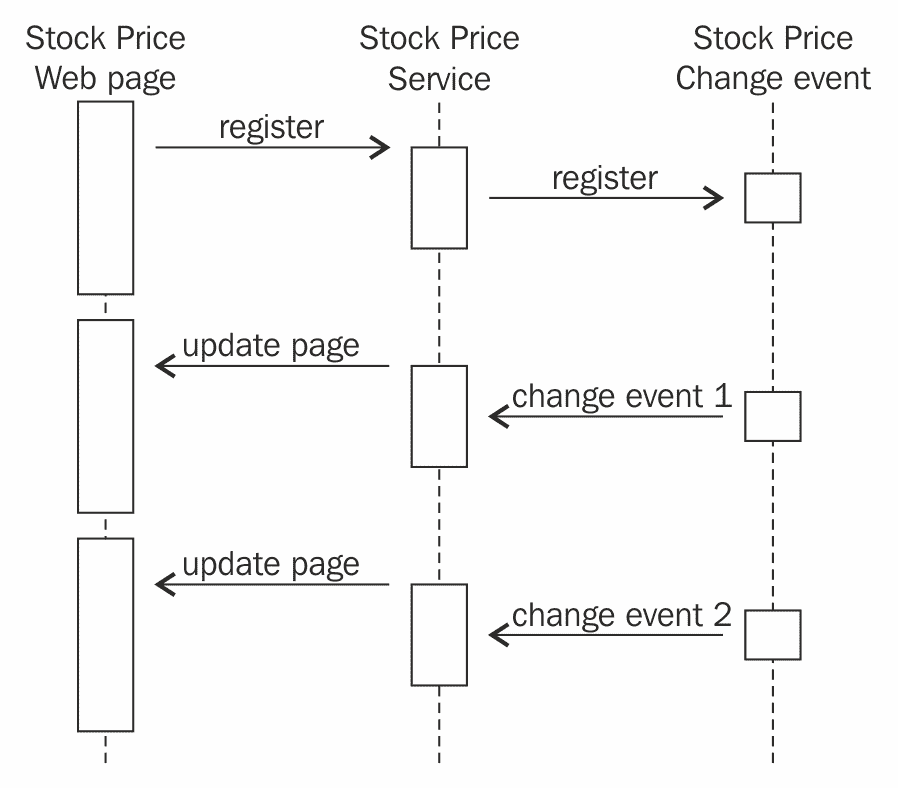 Stock Price
Web page
Stock Price
Service
Stock Price
Change event
register
register
update page
change event 1
update page
change event 2